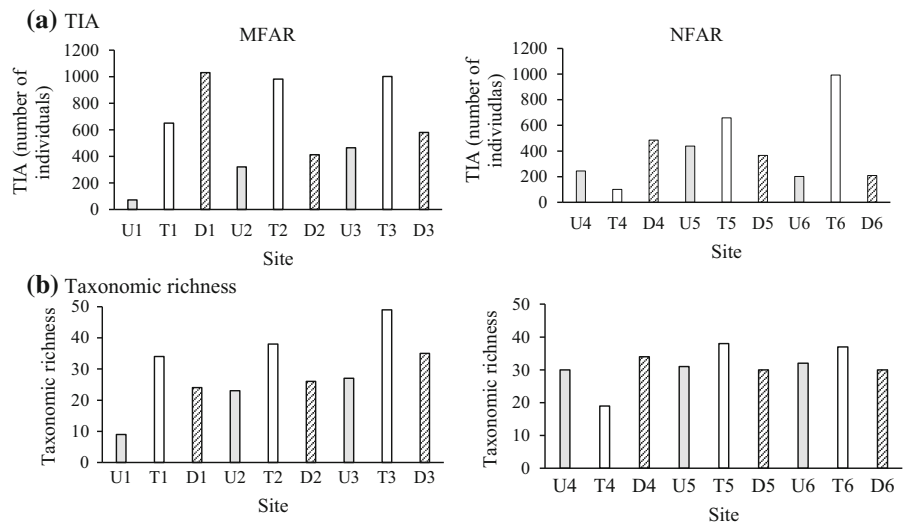 (a) TIA
MFAR
NFAR
TIA (number of
individuals)
1200
1000
800
600
400
200
0
U1 T1 D1 U2 T2 D2 U3 T3 D3
Site
TIA (number of
indiviudlas)
1200
1000
800
600
400
200
0
U4 T4 D4 U5 T5 D5 U6 T6 D6
Site
(b) Taxonomic richness
Taxonomic richness
50
40
30
20
10
0
U1 T1 D1 U2 T2 D2 U3 T3 D3
Site
Taxonomic richness
50
40
30
20
10
0
U4 T4 D4 U5 T5 D5 U6 T6 D6
Site